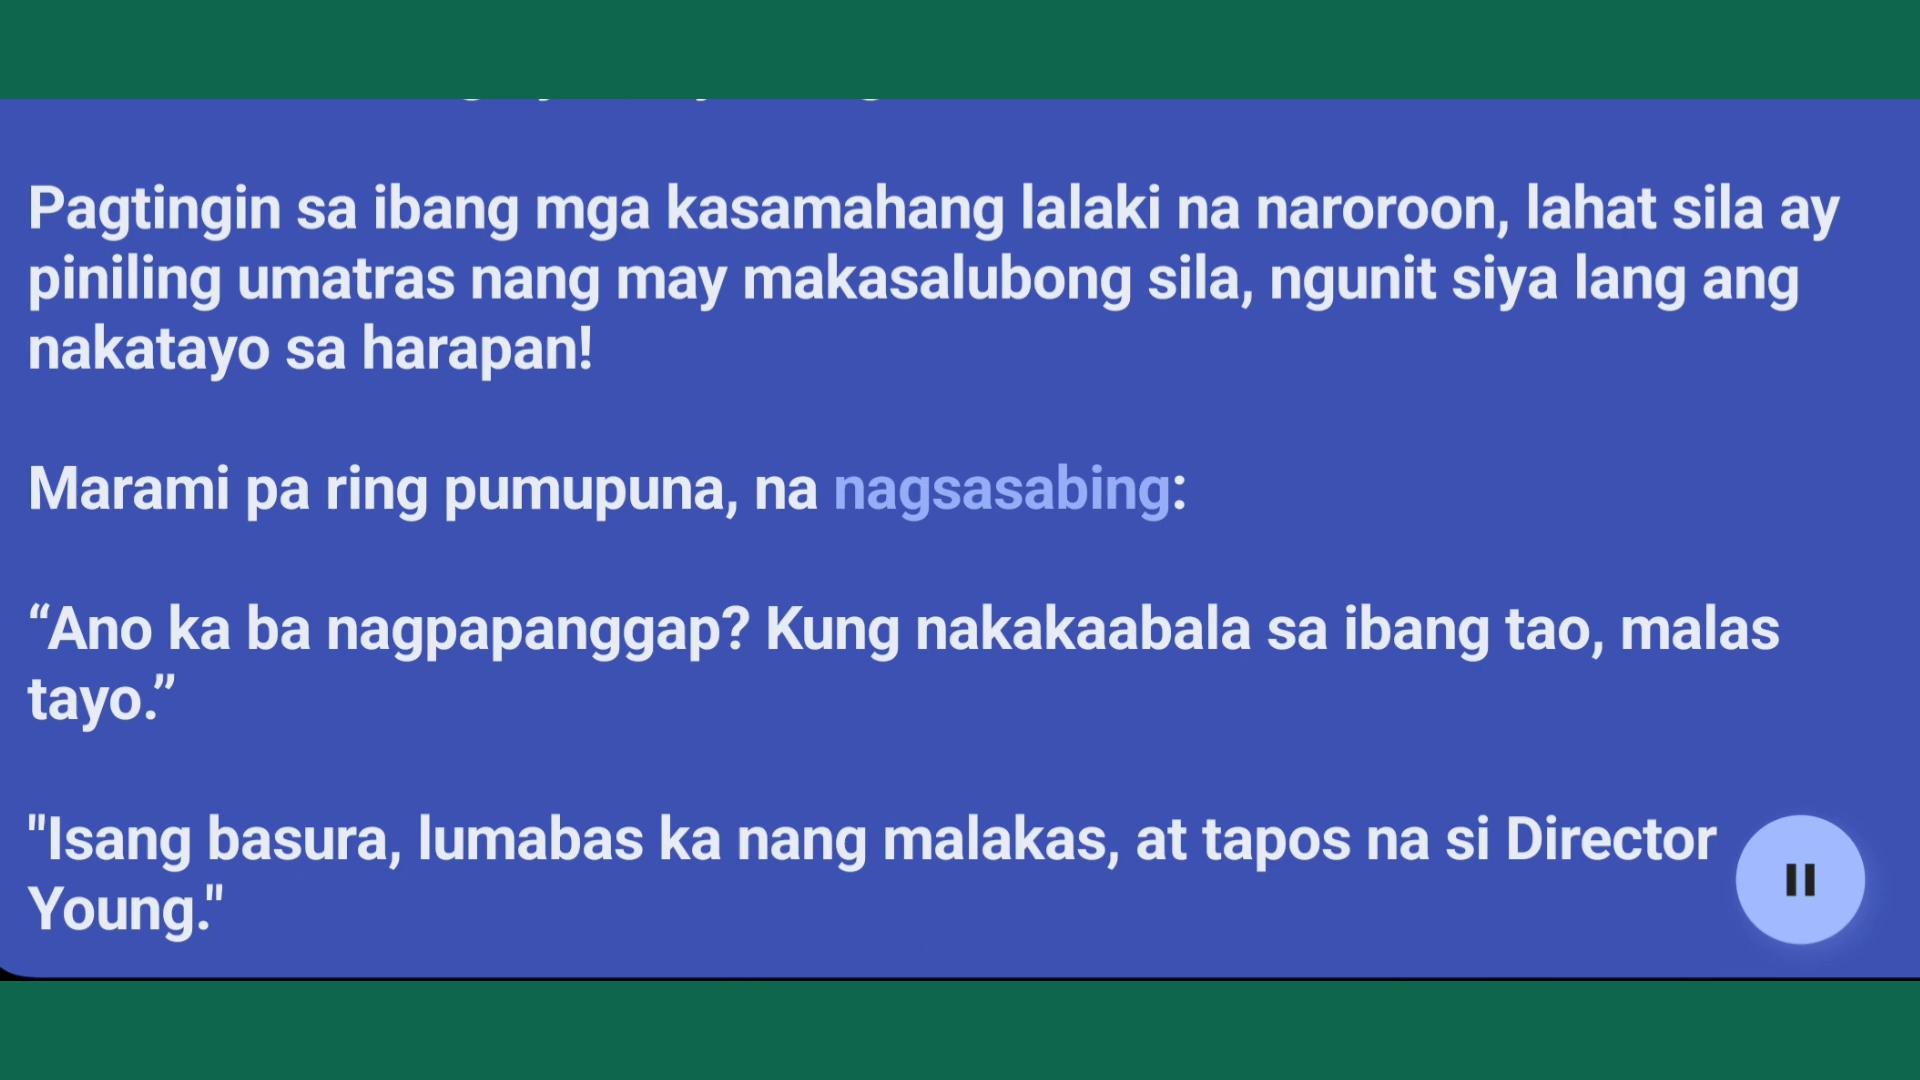 Pagtingin sa ibang mga kasamahang lalaki na naroroon, lahat sila ay
piniling umatras nang may makasalubong sila, ngunit siya lang ang
nakatayo sa harapan!
Marami pa ring pumupuna, na nagsasabing:
“Ano ka ba nagpapanggap? Kung nakakaabala sa ibang tao, malas
tayo.”
"Isang basura, lumabas ka nang malakas, at tapos na si Director
Young."